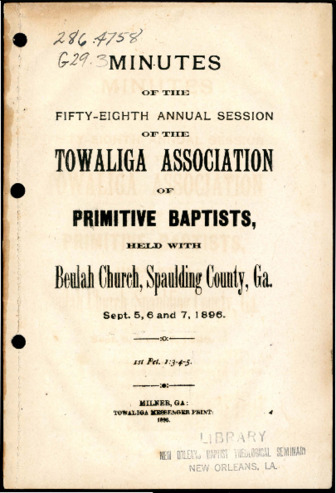 286.4758
G29.3
MINUTES
OF THE
FIFTY-EIGHTH ANNUAL SESSION
OF THE
TOWALIGA ASSOCIATION
OF
PRIMITIVE BAPTISTS,
HELD WITH
Beulah Church, Spaulding County, Ga.
Sept. 5, 6 and 7, 1896.
1st Pet. 1:3-4-5.
MILNER, GA:
TOWALIGA MESSENGER PRINT.
1896.
LIBRARY
NEW ORLEANS BAPTIST THEOLOGICAL SEMINARY
NEW ORLEANS, LA.